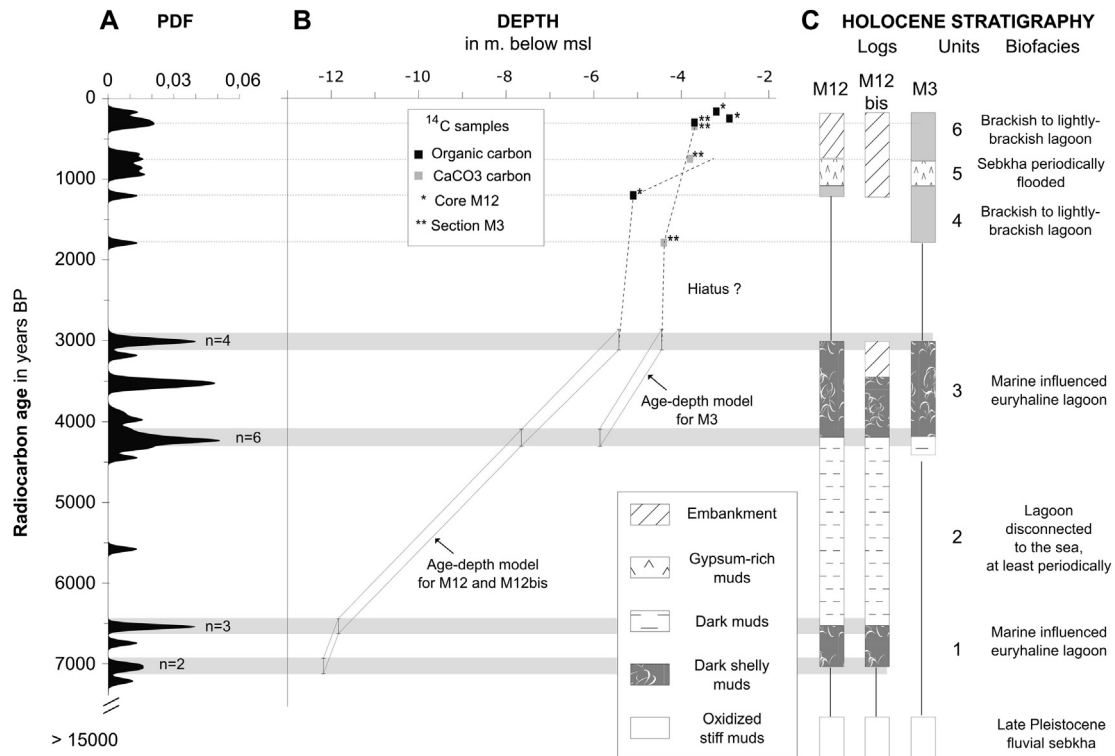 A PDF
B DEPTH
in m. below msl
C HOLOCENE STRATIGRAPHY
Logs Units Biofacies
M12 M12 bis M3
0 0,03 0,06
-12 -10 -8 -6 -4 -2
Radiocarbon age in years BP
0
1000
2000
3000
4000
5000
6000
7000
> 15000
n=4
n=6
n=3
n=2
14C samples
Organic carbon
CaCO3 carbon
* Core M12
** Section M3
*
*
**
**
**
*
**
Hiatus ?
Age-depth model
for M3
Age-depth model
for M12 and M12bis
Embankment
Gypsum-rich
muds
Dark muds
Dark shelly
muds
Oxidized
stiff muds
6 Brackish to lightly-
brackish lagoon
5 Sebkha periodically
flooded
4 Brackish to lightly-
brackish lagoon
3 Marine influenced
euryhaline lagoon
2 Lagoon
disconnected
to the sea,
at least periodically
1 Marine influenced
euryhaline lagoon
Late Pleistocene
fluvial sebkha